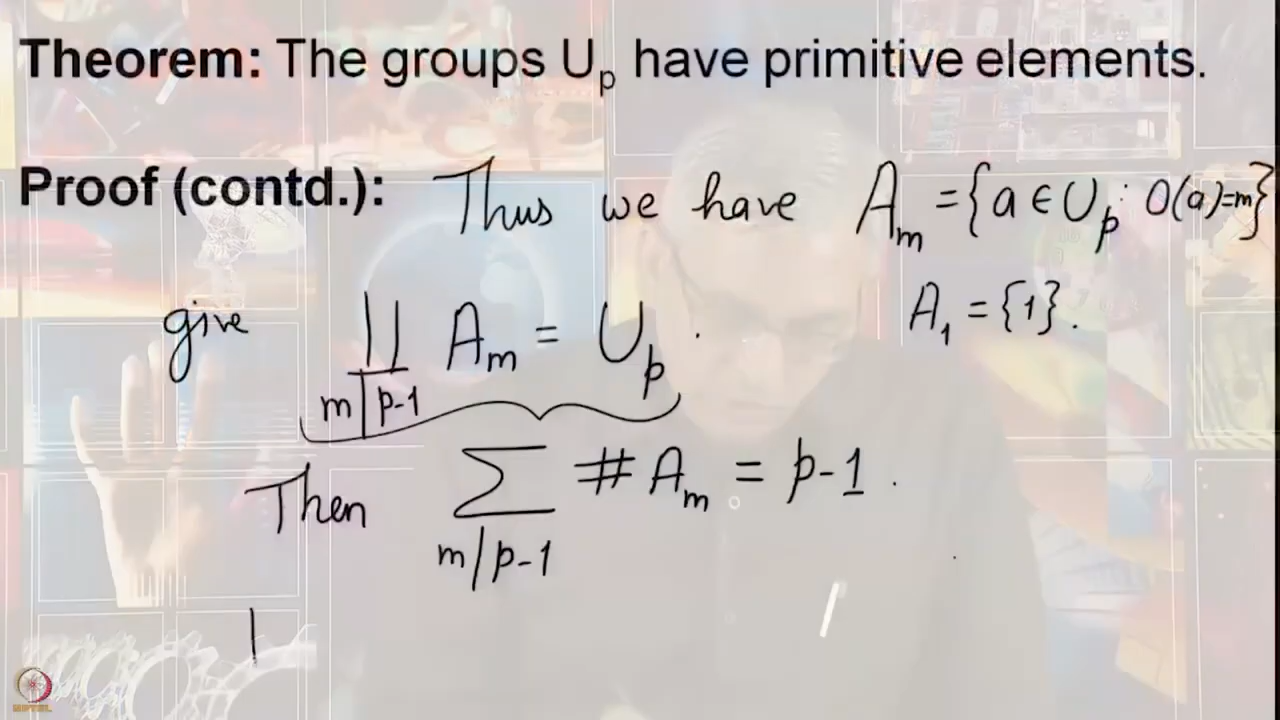 Theorem: The groups U_p have primitive elements.
Proof (contd.): Thus we have A_m = {a ∈ U_p : O(a)=m}
give ∐_{m|p-1} A_m = U_p . A_1 = {1}.
Then ∑_{m|p-1} # A_m = p-1 .
NPTEL